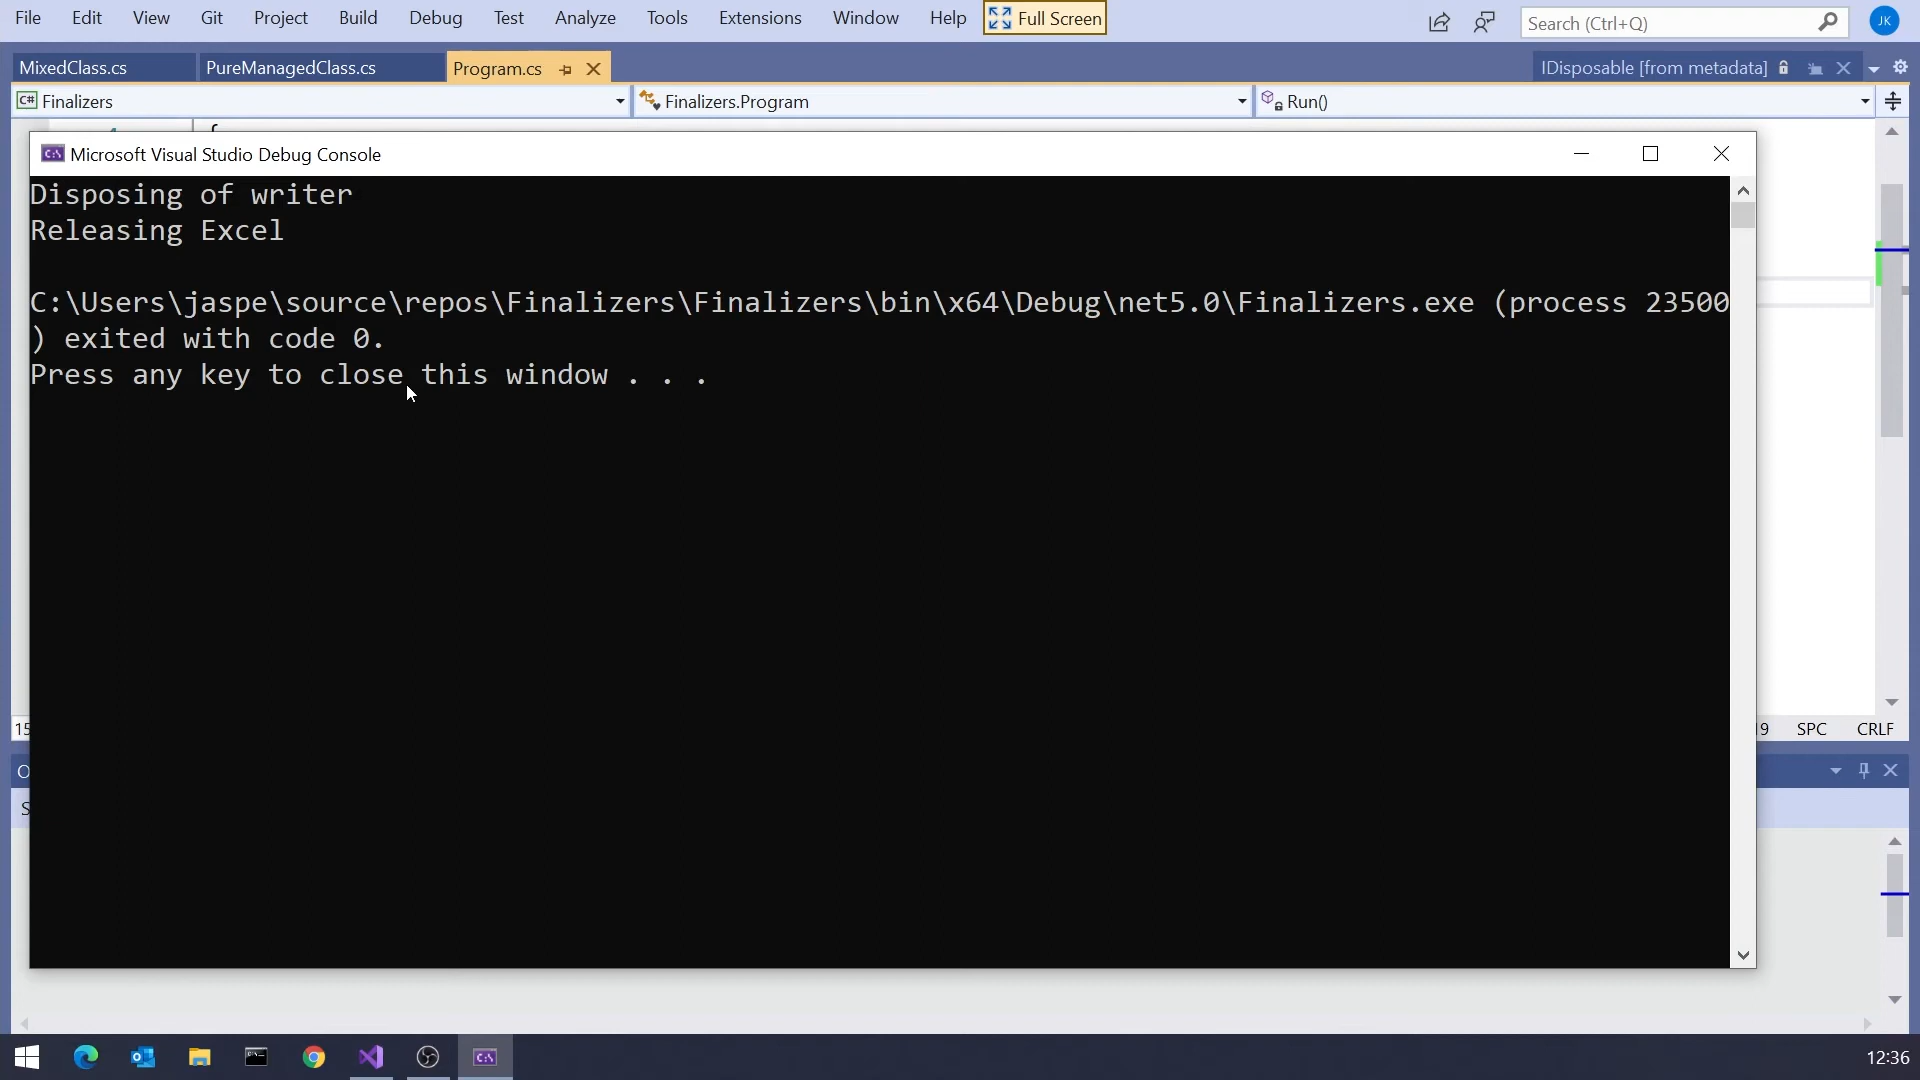 File Edit View Git Project Build Debug Test Analyze Tools Extensions Window Help Full Screen Search (Ctrl+Q) JK
MixedClass.cs PureManagedClass.cs Program.cs IDisposable [from metadata]
C# Finalizers Finalizers.Program Run()
Microsoft Visual Studio Debug Console
Disposing of writer
Releasing Excel
C:\Users\jaspe\source\repos\Finalizers\Finalizers\bin\x64\Debug\net5.0\Finalizers.exe (process 23500
) exited with code 0.
Press any key to close this window . . .
SPC CRLF
12:36